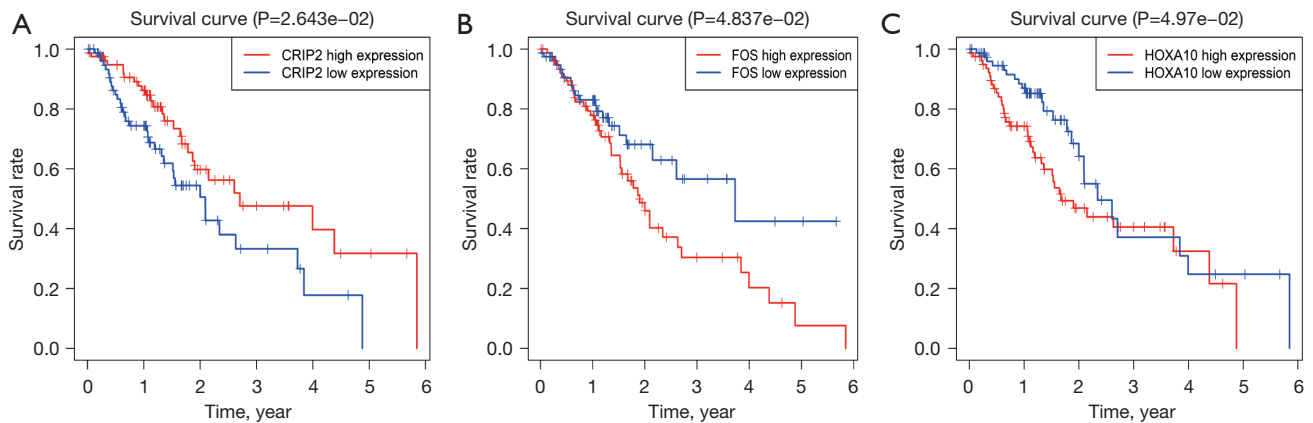 A
Survival curve (P=2.643e−02)
CRIP2 high expression
CRIP2 low expression
Survival rate
1.0
0.8
0.6
0.4
0.2
0.0
0 1 2 3 4 5 6
Time, year
B
Survival curve (P=4.837e−02)
FOS high expression
FOS low expression
Survival rate
1.0
0.8
0.6
0.4
0.2
0.0
0 1 2 3 4 5 6
Time, year
C
Survival curve (P=4.97e−02)
HOXA10 high expression
HOXA10 low expression
Survival rate
1.0
0.8
0.6
0.4
0.2
0.0
0 1 2 3 4 5 6
Time, year